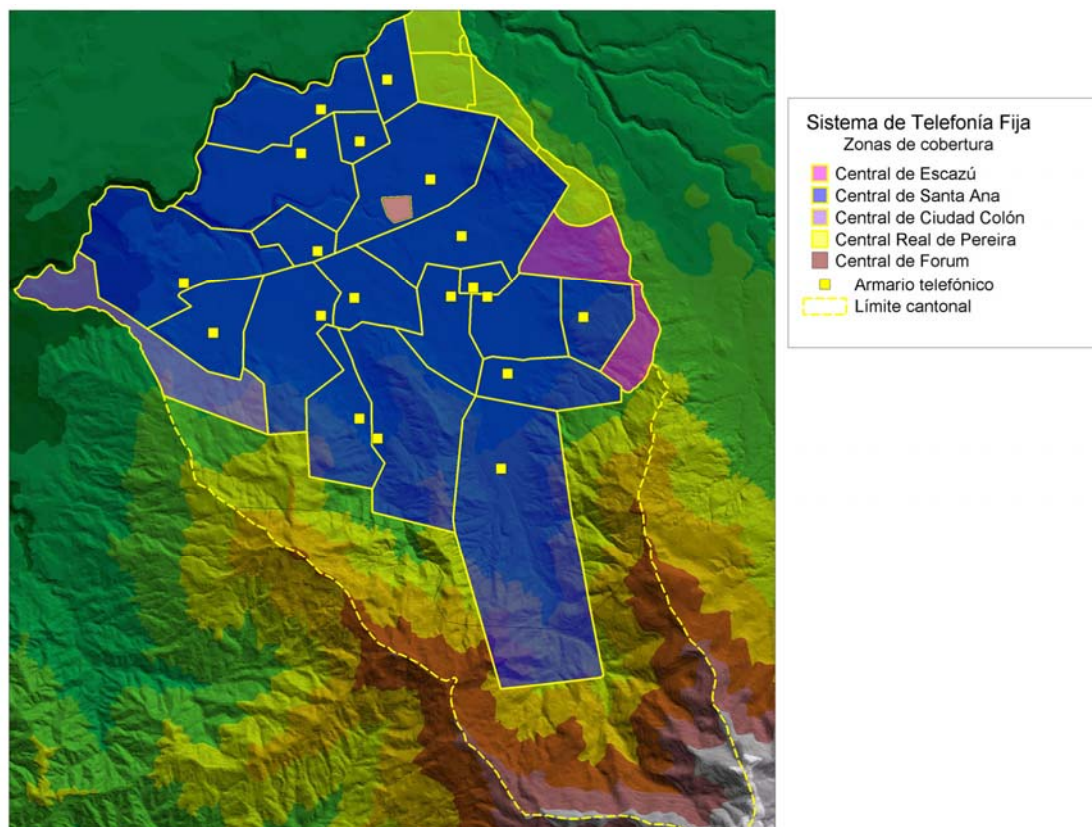 Sistema de Telefonía Fija
Zonas de cobertura
Central de Escazú
Central de Santa Ana
Central de Ciudad Colón
Central Real de Pereira
Central de Forum
Armario telefónico
Límite cantonal